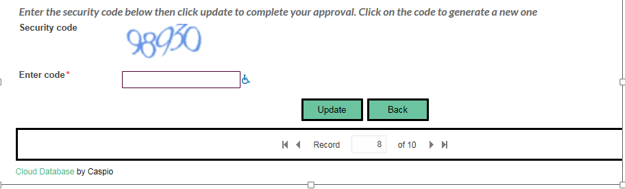 Enter the security code below then click update to complete your approval. Click on the code to generate a new one
Security code
98930
Enter code*
Update Back
Record 8 of 10
Cloud Database by Caspio